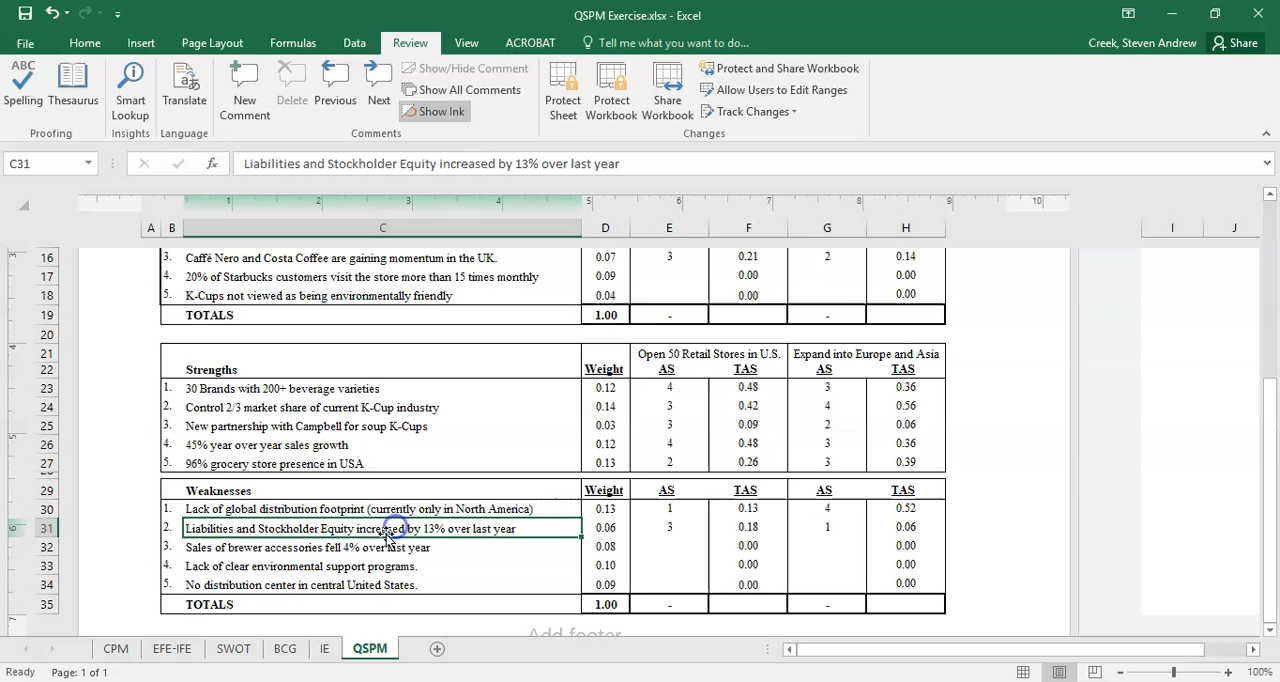 QSPM Exercise.xlsx - Excel
File Home Insert Page Layout Formulas Data Review View ACROBAT Tell me what you want to do... Creek, Steven Andrew Share
ABC
Spelling Thesaurus
Proofing
Smart Lookup
Insights
Translate
Language
New Comment Delete Previous Next
Show/Hide Comment
Show All Comments
Show Ink
Comments
Protect Sheet Protect Workbook Share Workbook
Protect and Share Workbook
Allow Users to Edit Ranges
Track Changes
Changes
C31 fx Liabilities and Stockholder Equity increased by 13% over last year
1 2 3 4 5 6 7 8 9 10
A B C D E F G H I J
16 3. Caffé Nero and Costa Coffee are gaining momentum in the UK. 0.07 3 0.21 2 0.14
17 4. 20% of Starbucks customers visit the store more than 15 times monthly 0.09 0.00 0.00
18 5. K-Cups not viewed as being environmentally friendly 0.04 0.00 0.00
19 TOTALS 1.00 - -
20
21 Open 50 Retail Stores in U.S. Expand into Europe and Asia
22 Strengths Weight AS TAS AS TAS
23 1. 30 Brands with 200+ beverage varieties 0.12 4 0.48 3 0.36
24 2. Control 2/3 market share of current K-Cup industry 0.14 3 0.42 4 0.56
25 3. New partnership with Campbell for soup K-Cups 0.03 3 0.09 2 0.06
26 4. 45% year over year sales growth 0.12 4 0.48 3 0.36
27 5. 96% grocery store presence in USA 0.13 2 0.26 3 0.39
29 Weaknesses Weight AS TAS AS TAS
30 1. Lack of global distribution footprint (currently only in North America) 0.13 1 0.13 4 0.52
31 2. Liabilities and Stockholder Equity increased by 13% over last year 0.06 3 0.18 1 0.06
32 3. Sales of brewer accessories fell 4% over last year 0.08 0.00 0.00
33 4. Lack of clear environmental support programs. 0.10 0.00 0.00
34 5. No distribution center in central United States. 0.09 0.00 0.00
35 TOTALS 1.00 - -
Add footer
CPM EFE-IFE SWOT BCG IE QSPM
Ready Page: 1 of 1 100%